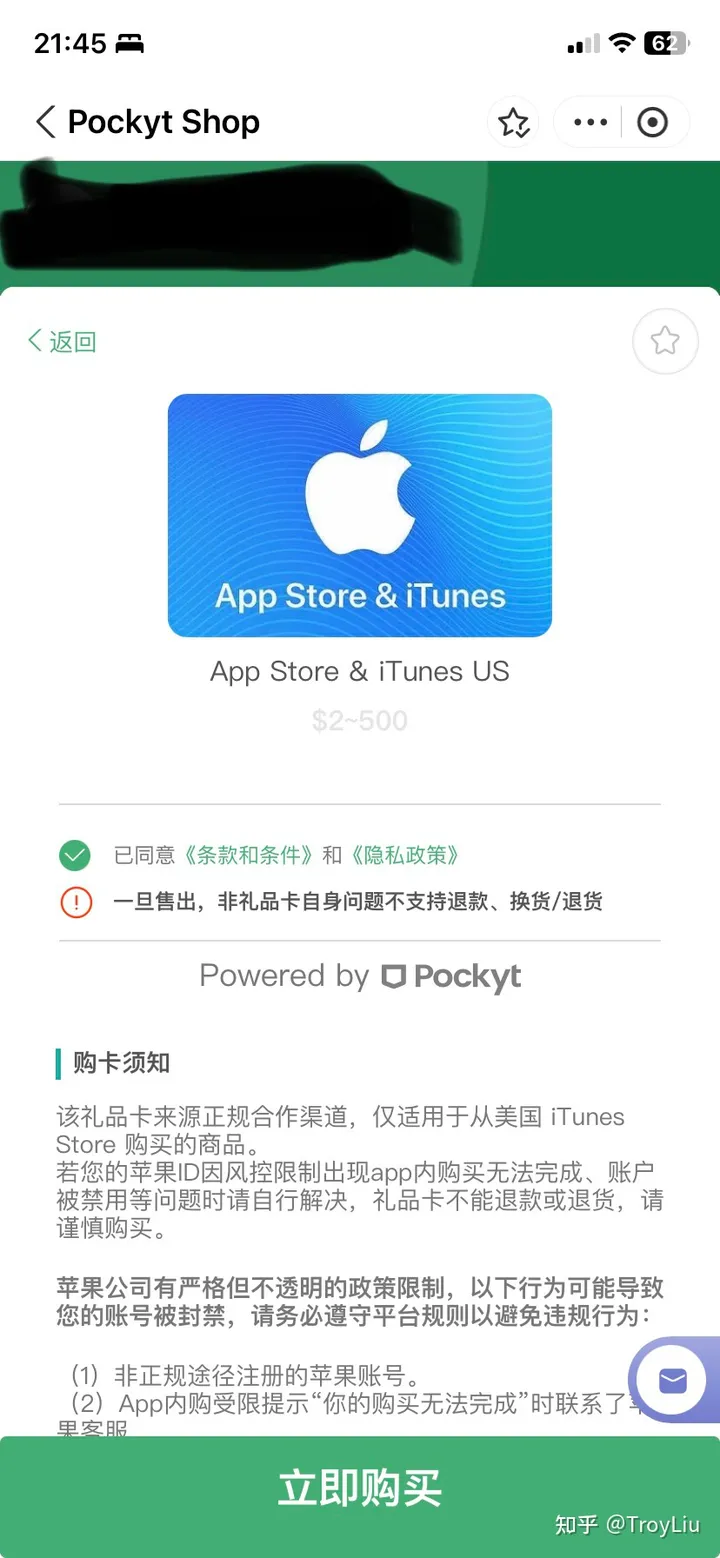 21:45
62
Pockyt Shop
返回
App Store & iTunes
App Store & iTunes US
$2~500
已同意《条款和条件》和《隐私政策》
一旦售出，非礼品卡自身问题不支持退款、换货/退货
Powered by Pockyt
购卡须知
该礼品卡来源正规合作渠道，仅适用于从美国 iTunes
Store 购买的商品。
若您的苹果ID因风控限制出现app内购买无法完成、账户
被禁用等问题时请自行解决，礼品卡不能退款或退货，请
谨慎购买。
苹果公司有严格但不透明的政策限制，以下行为可能导致
您的账号被封禁，请务必遵守平台规则以避免违规行为：
（1）非正规途径注册的苹果账号。
（2）App内购受限提示“你的购买无法完成”时联系了苹
果客服
立即购买
知乎 @TroyLiu